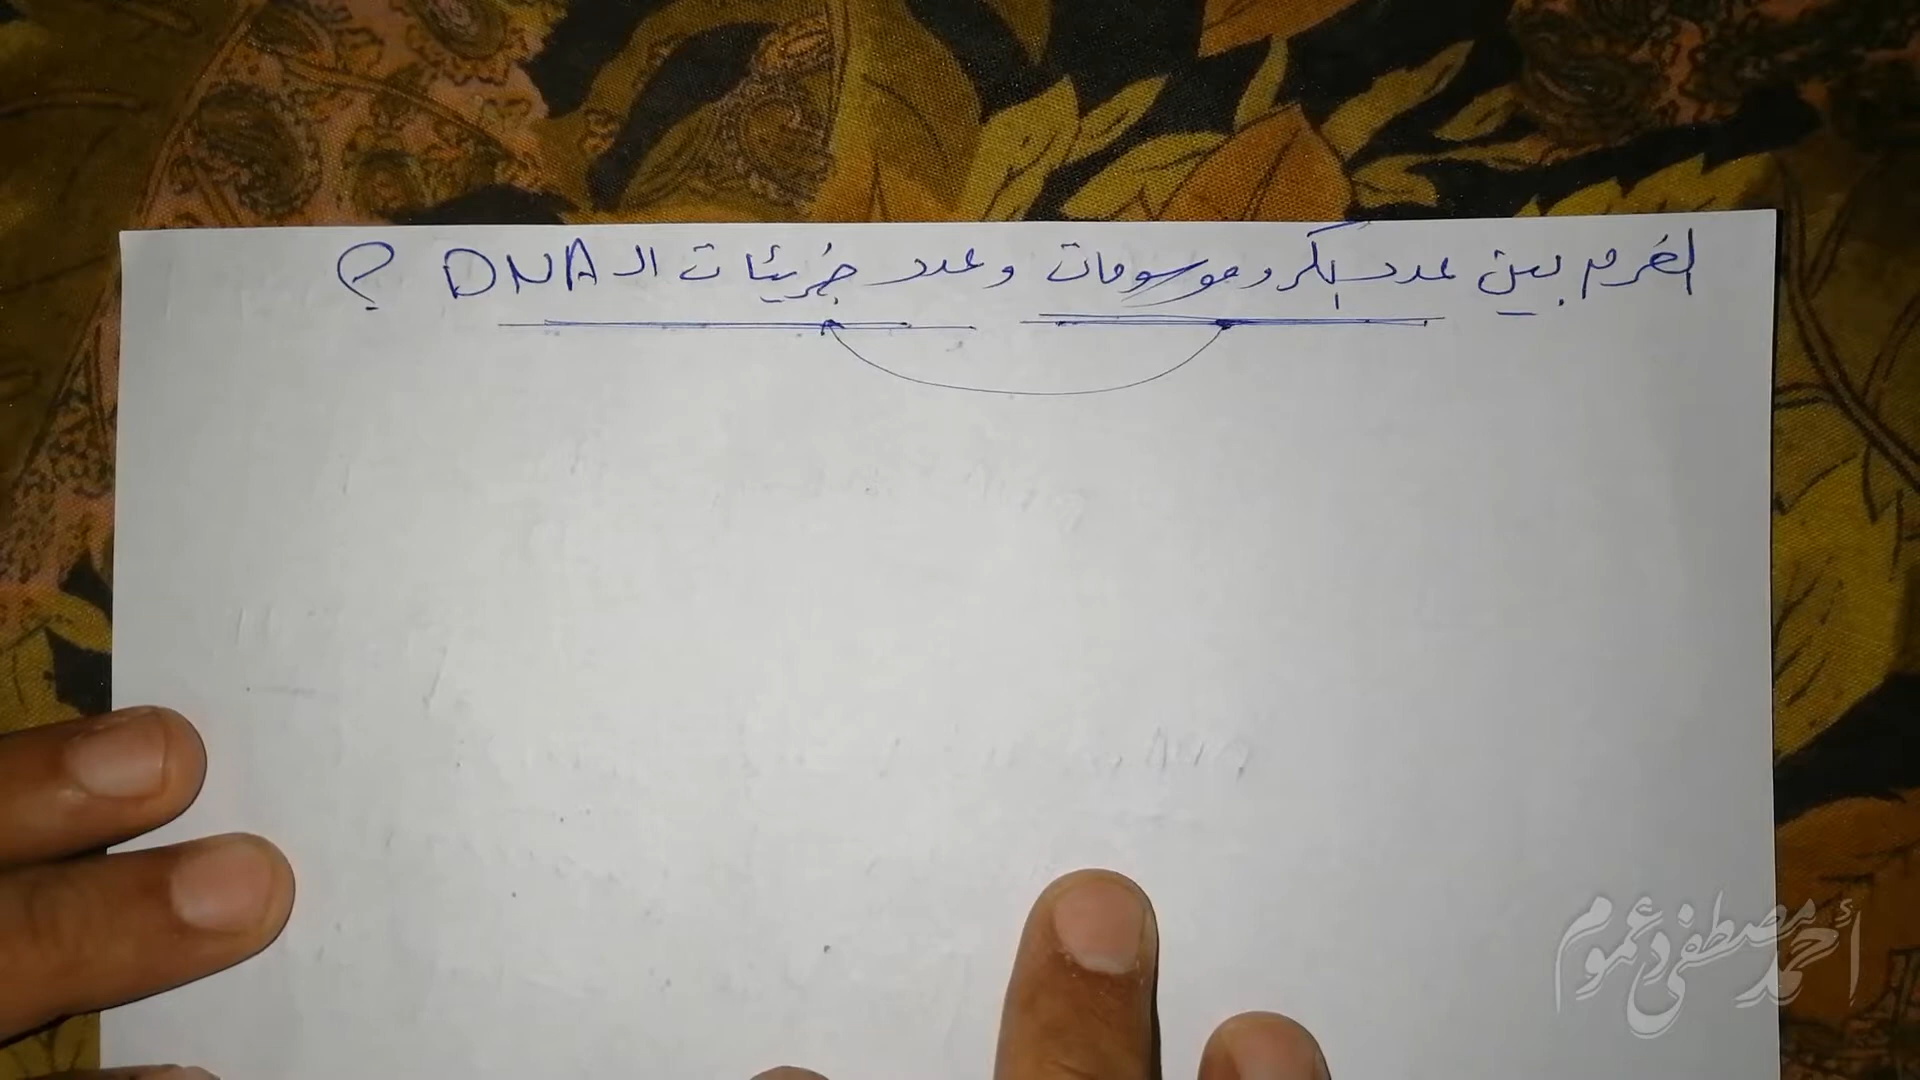 الفرق بين عدد الكروموسومات وعدد جزيئات الـ DNA ؟
أحمد مصطفى دعموم